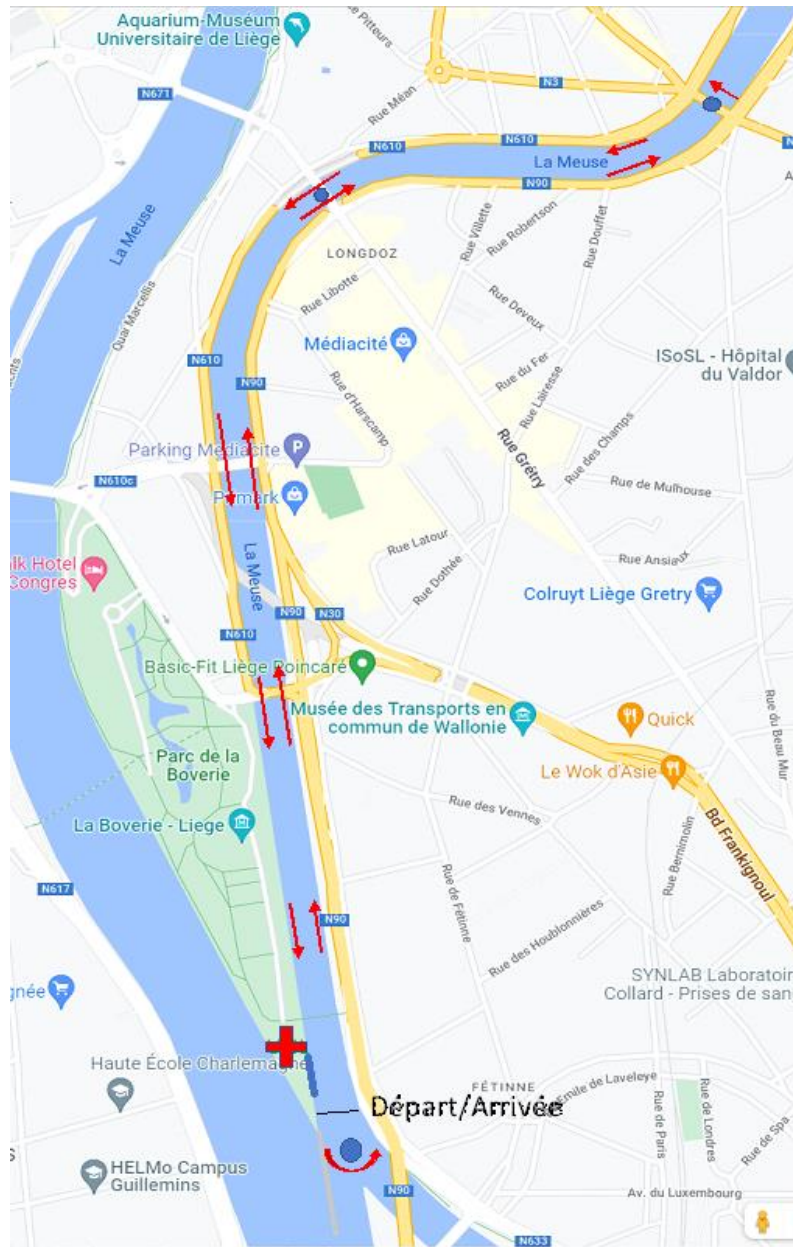 Aquarium-Muséum
Universitaire de Liège
de Pitteurs
N671
N3
Rue Méan
N610
N610
La Meuse
N90
La Meuse
LONGDOZ
Rue Villette
Rue Robertson
Rue Douffet
Quai Marcellis
Rue Libotte
Rue Deveux
Médiacité
N610
Rue du Fer
ISoSL - Hôpital
du Valdor
N90
Rue d'Harscamp
Rue Lairesse
Rue Grétry
Rue des Champs
Parking Médiacité
N610c
Primark
Rue de Mulhouse
Rue Latour
La Meuse
Rue Dothée
Rue Ansiaux
lk Hotel
Congres
Colruyt Liège Gretry
N90
N30
N610
Basic-Fit Liège Poincaré
Musée des Transports en
commun de Wallonie
Quick
Rue du Beau Mur
Parc de la
Boverie
Le Wok d'Asie
La Boverie - Liege
Rue des Vennes
Bd Frankignoul
Rue Bernimolin
N617
Rue de Fétinne
N90
Rue des Houblonnières
gnée
SYNLAB Laboratoir
Collard - Prises de san
Haute École Charlemagne
FÉTINNE
Départ/Arrivée
Emile de Laveleye
Rue de Paris
Rue de Londres
Rue de Spa
HELMo Campus
Guillemins
N90
Av. du Luxembourg
N633